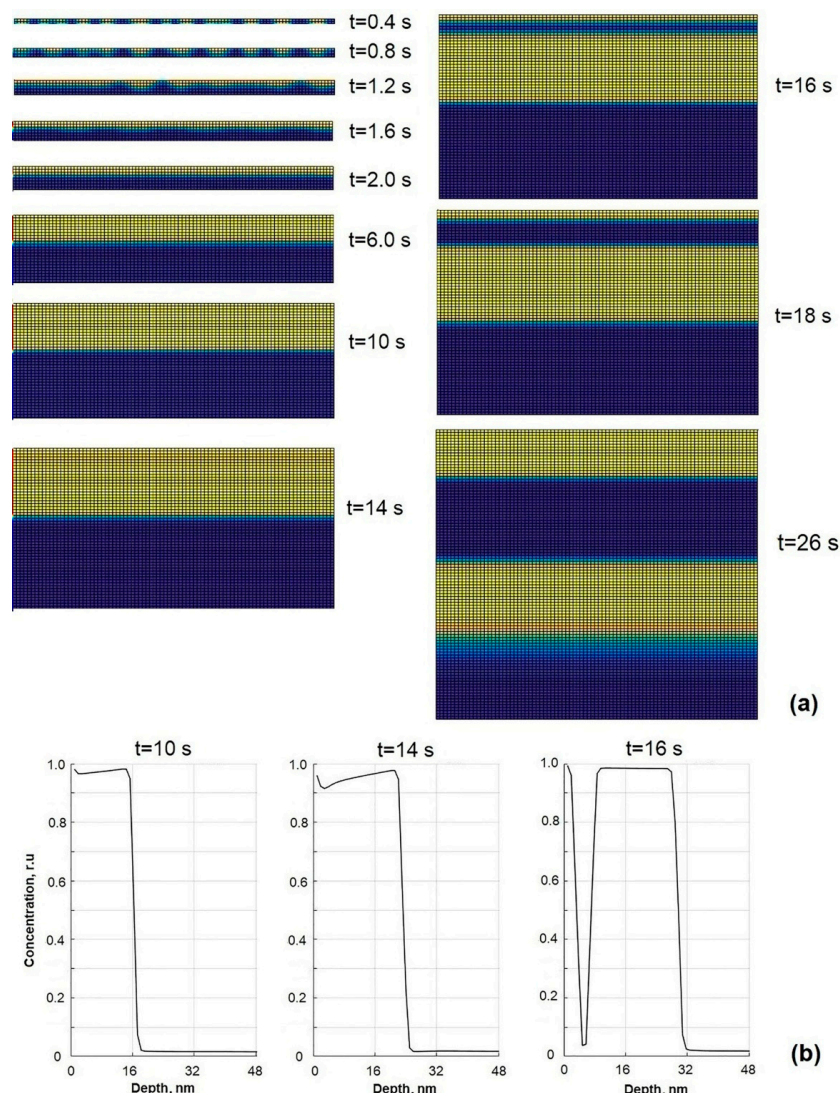 t=0.4 s
t=0.8 s
t=1.2 s
t=1.6 s
t=2.0 s
t=6.0 s
t=10 s
t=14 s
t=16 s
t=18 s
t=26 s
(a)
t=10 s
t=14 s
t=16 s
Concentration, r.u
1.0
0.8
0.6
0.4
0.2
0
0 16 32 48
Depth, nm
1.0
0.8
0.6
0.4
0.2
0
0 16 32 48
Depth, nm
1.0
0.8
0.6
0.4
0.2
0
0 16 32 48
Depth, nm
(b)